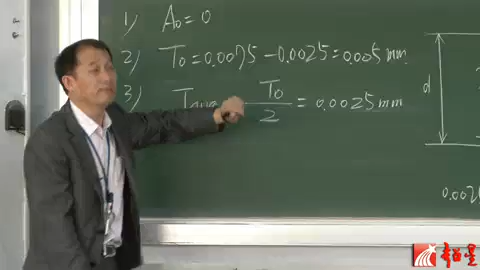 1) A₀ = 0
2) T₀ = 0.0075 - 0.0025 = 0.005 mm
3) T T₀/2 = 0.0025 mm
d